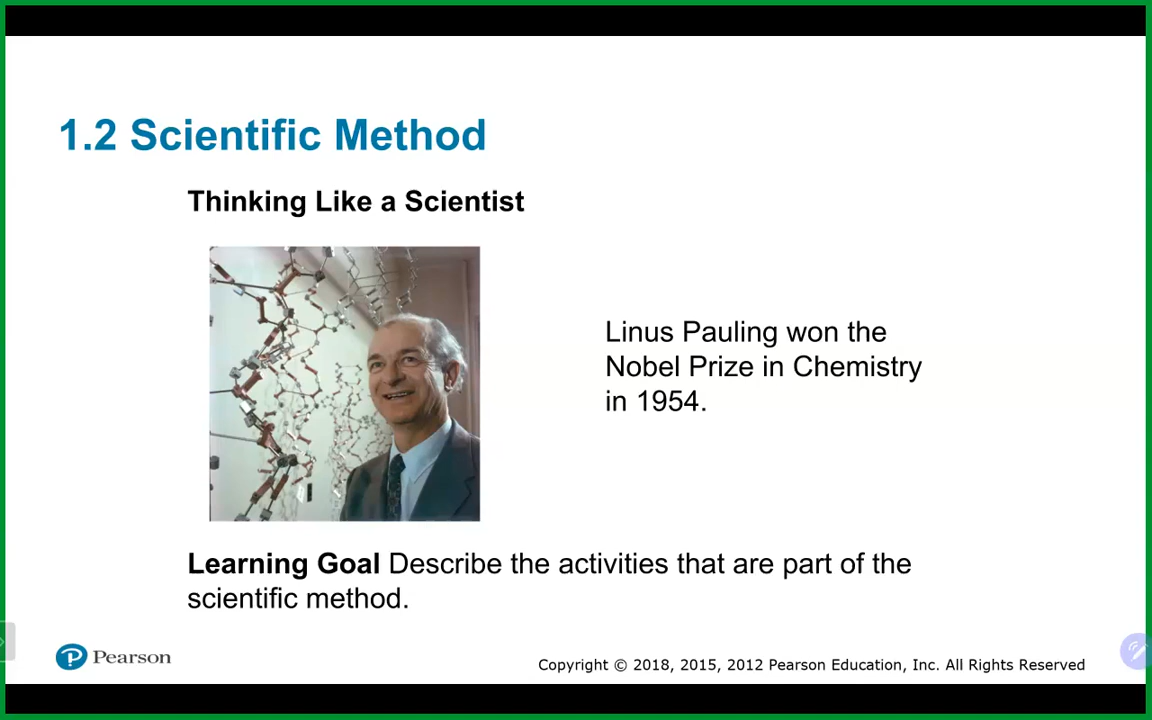 1.2 Scientific Method
Thinking Like a Scientist
Linus Pauling won the
Nobel Prize in Chemistry
in 1954.
Learning Goal Describe the activities that are part of the
scientific method.
Pearson
Copyright © 2018, 2015, 2012 Pearson Education, Inc. All Rights Reserved